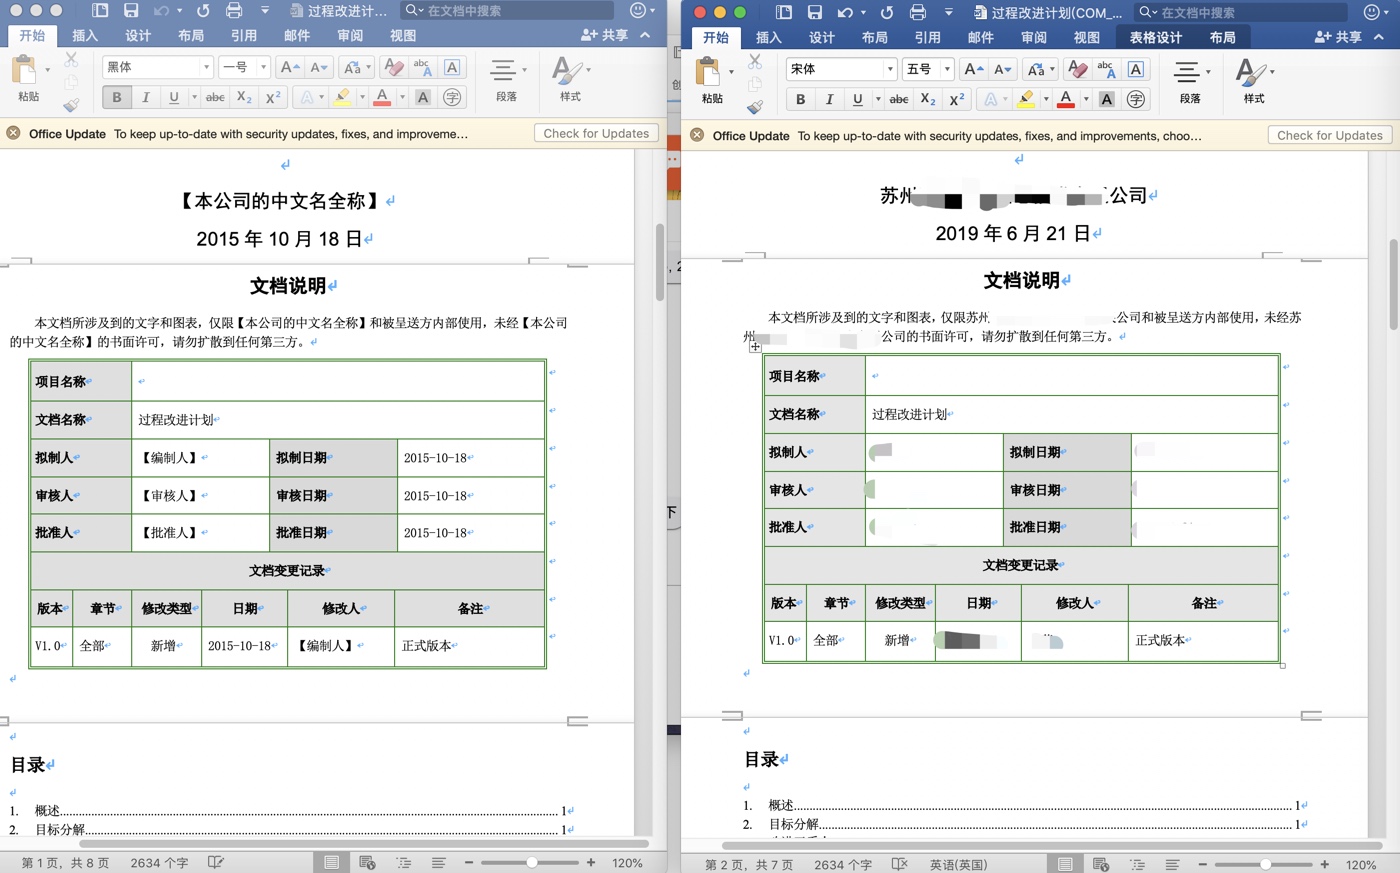 过程改进计...
在文档中搜索
开始 插入 设计 布局 引用 邮件 审阅 视图 共享
粘贴 黑体 一号 段落 样式
Office Update To keep up-to-date with security updates, fixes, and improveme… Check for Updates
【本公司的中文名全称】
2015 年 10 月 18 日
文档说明
本文档所涉及到的文字和图表，仅限【本公司的中文名全称】和被呈送方内部使用，未经【本公司
的中文名全称】的书面许可，请勿扩散到任何第三方。
项目名称
文档名称 过程改进计划
拟制人 【编制人】 拟制日期 2015-10-18
审核人 【审核人】 审核日期 2015-10-18
批准人 【批准人】 批准日期 2015-10-18
文档变更记录
版本 章节 修改类型 日期 修改人 备注
V1.0 全部 新增 2015-10-18 【编制人】 正式版本
目录
1. 概述 1
2. 目标分解 1
第 1 页，共 8 页 2634 个字 120%
过程改进计划(COM_...
在文档中搜索
开始 插入 设计 布局 引用 邮件 审阅 视图 表格设计 布局 共享
粘贴 宋体 五号 段落 样式
Office Update To keep up-to-date with security updates, fixes, and improvements, choo… Check for Updates
苏州 公司
2019 年 6 月 21 日
文档说明
本文档所涉及到的文字和图表，仅限苏州 公司和被呈送方内部使用，未经苏
州 公司的书面许可，请勿扩散到任何第三方。
项目名称
文档名称 过程改进计划
拟制人 拟制日期
审核人 审核日期
批准人 批准日期
文档变更记录
版本 章节 修改类型 日期 修改人 备注
V1.0 全部 新增 正式版本
目录
1. 概述 1
2. 目标分解 1
第 2 页，共 7 页 2634 个字 英语(英国) 120%